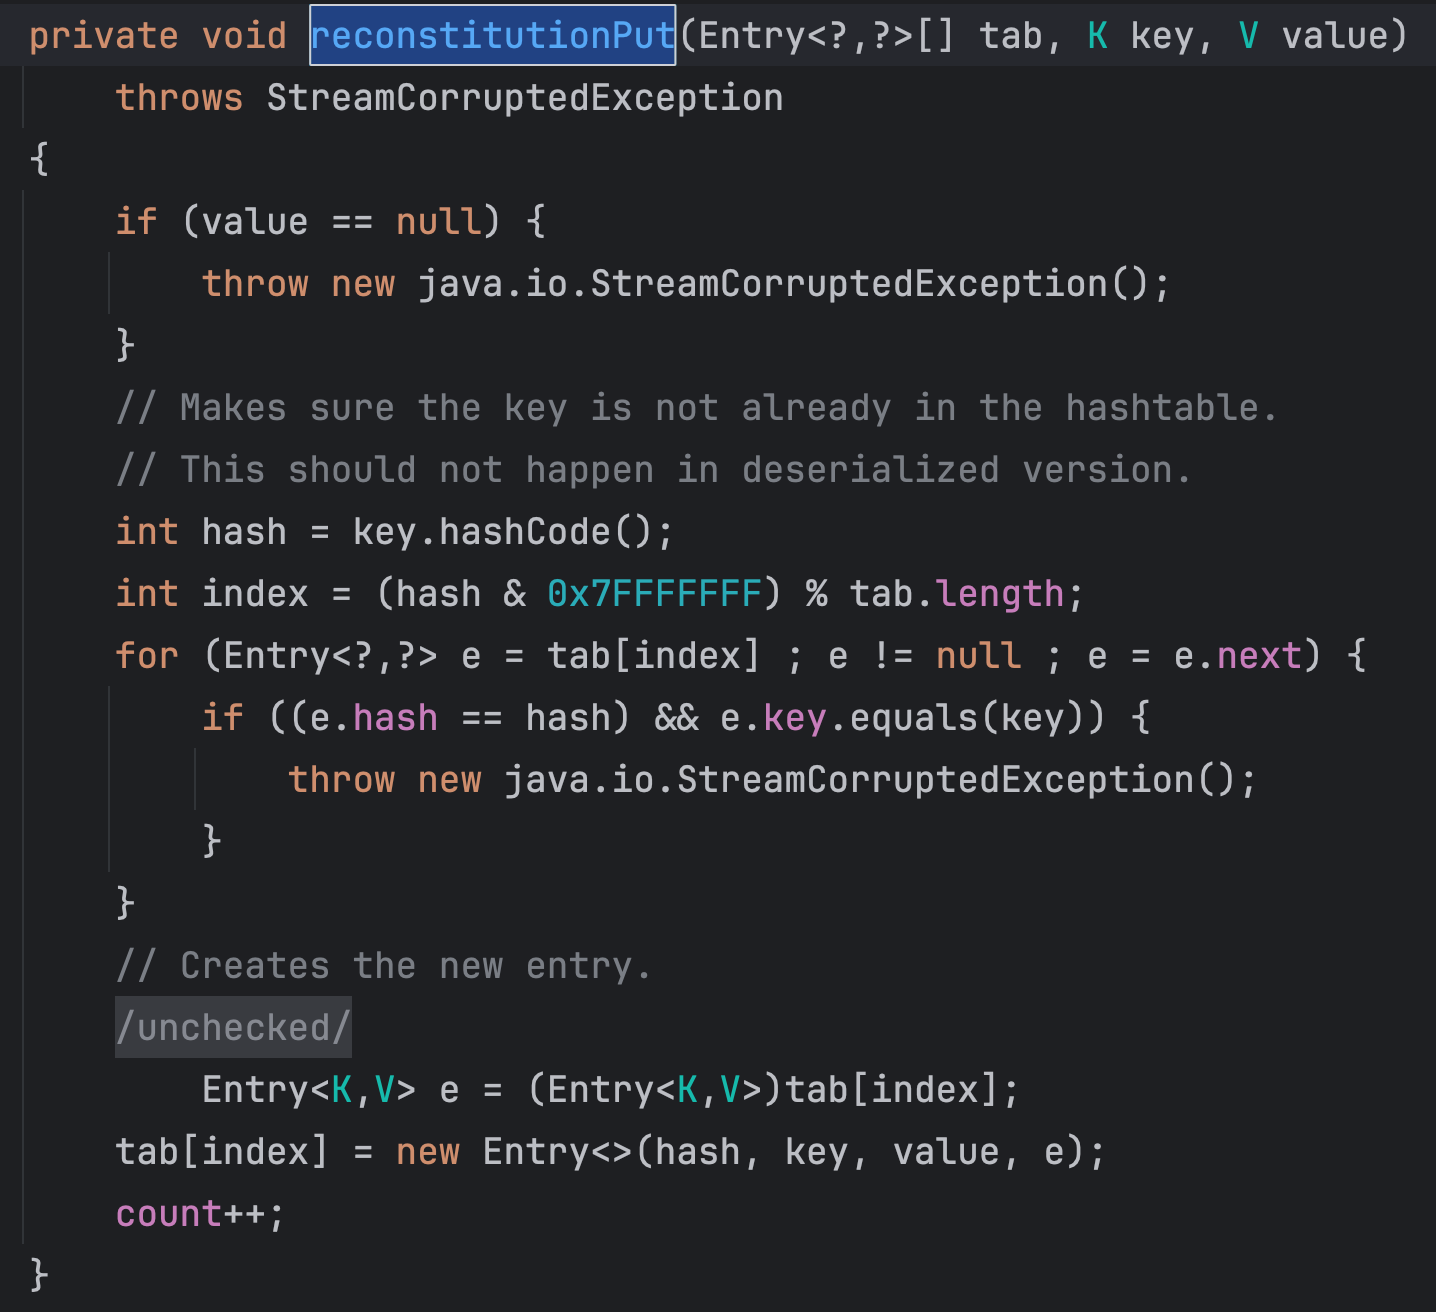 private void reconstitutionPut(Entry<?,?>[] tab, K key, V value)
throws StreamCorruptedException
{
if (value == null) {
throw new java.io.StreamCorruptedException();
}
// Makes sure the key is not already in the hashtable.
// This should not happen in deserialized version.
int hash = key.hashCode();
int index = (hash & 0x7FFFFFFF) % tab.length;
for (Entry<?,?> e = tab[index] ; e != null ; e = e.next) {
if ((e.hash == hash) && e.key.equals(key)) {
throw new java.io.StreamCorruptedException();
}
}
// Creates the new entry.
/unchecked/
Entry<K,V> e = (Entry<K,V>)tab[index];
tab[index] = new Entry<>(hash, key, value, e);
count++;
}